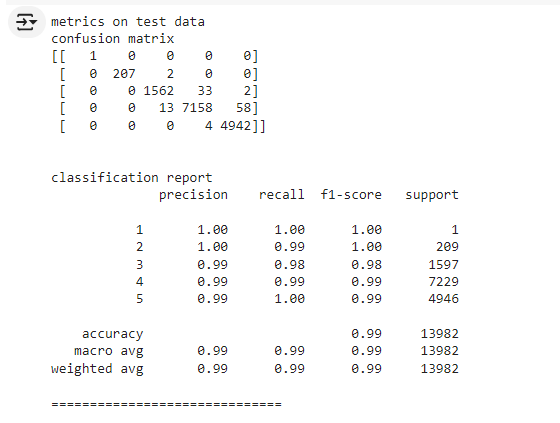 metrics on test data
confusion matrix
[[   1    0    0    0    0]
 [   0  207    2    0    0]
 [   0    0 1562   33    2]
 [   0    0   13 7158   58]
 [   0    0    0    4 4942]]
classification report
              precision    recall  f1-score   support
           1       1.00      1.00      1.00         1
           2       1.00      0.99      1.00       209
           3       0.99      0.98      0.98      1597
           4       0.99      0.99      0.99      7229
           5       0.99      1.00      0.99      4946
    accuracy                           0.99     13982
   macro avg       0.99      0.99      0.99     13982
weighted avg       0.99      0.99      0.99     13982
==============================